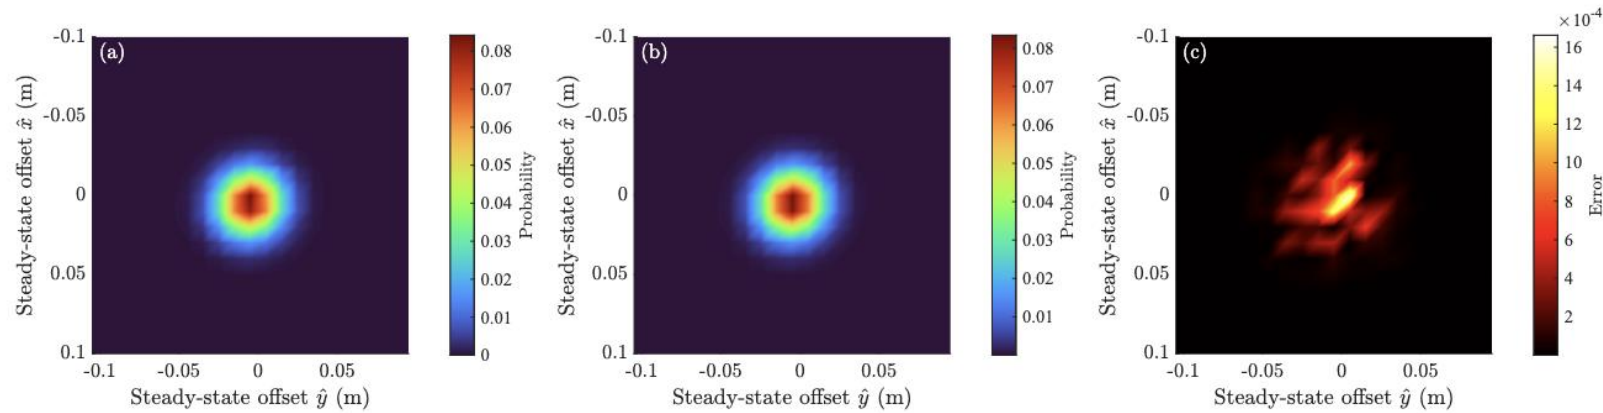 (a)
-0.1
-0.05
0
0.05
0.1
Steady-state offset x̂ (m)
-0.1 -0.05 0 0.05
Steady-state offset ŷ (m)
0.08
0.07
0.06
0.05
0.04
0.03
0.02
0.01
0
Probability
(b)
-0.1
-0.05
0
0.05
0.1
Steady-state offset x̂ (m)
-0.1 -0.05 0 0.05
Steady-state offset ŷ (m)
0.08
0.07
0.06
0.05
0.04
0.03
0.02
0.01
Probability
(c)
-0.1
-0.05
0
0.05
0.1
Steady-state offset x̂ (m)
-0.1 -0.05 0 0.05
Steady-state offset ŷ (m)
×10⁻⁴
16
14
12
10
8
6
4
2
Error